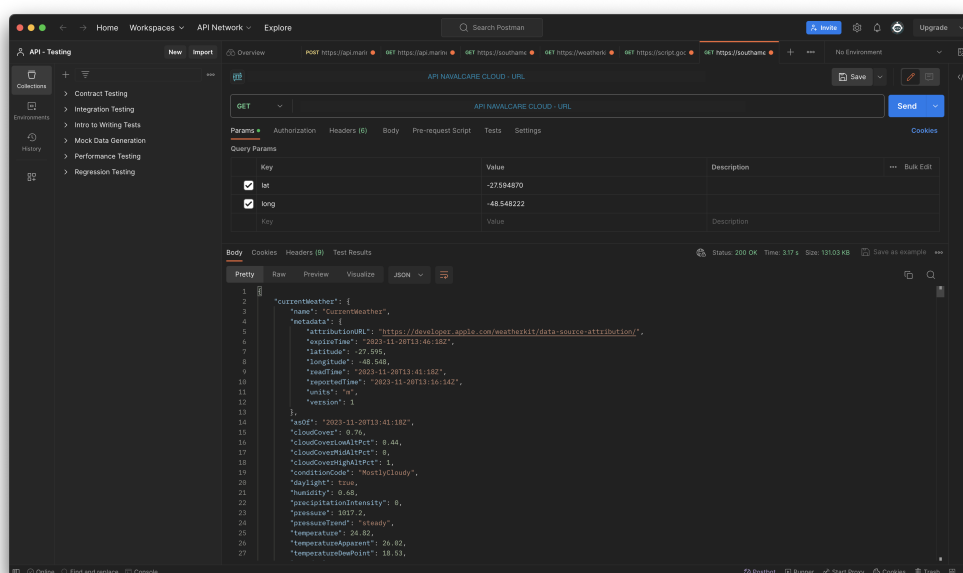 Home Workspaces API Network Explore Search Postman Invite Upgrade
API - Testing New Import Overview POST https://api.marin GET https://api.marine GET https://southame GET https://weatherki GET https://script.goo GET https://southame No Environment
Collections
Environments
History
Contract Testing
Integration Testing
Intro to Writing Tests
Mock Data Generation
Performance Testing
Regression Testing
API NAVALCARE CLOUD - URL Save
GET API NAVALCARE CLOUD - URL Send
Params Authorization Headers (6) Body Pre-request Script Tests Settings Cookies
Query Params
Key Value Description Bulk Edit
lat -27.594870
long -48.548222
Key Value Description
Body Cookies Headers (9) Test Results Status: 200 OK Time: 3.17 s Size: 131.03 KB Save as example
Pretty Raw Preview Visualize JSON
1 {
2 "currentWeather": {
3 "name": "CurrentWeather",
4 "metadata": {
5 "attributionURL": "https://developer.apple.com/weatherkit/data-source-attribution/",
6 "expireTime": "2023-11-20T13:46:18Z",
7 "latitude": -27.595,
8 "longitude": -48.548,
9 "readTime": "2023-11-20T13:41:18Z",
10 "reportedTime": "2023-11-20T13:16:14Z",
11 "units": "m",
12 "version": 1
13 },
14 "asOf": "2023-11-20T13:41:18Z",
15 "cloudCover": 0.76,
16 "cloudCoverLowAltPct": 0.44,
17 "cloudCoverMidAltPct": 0,
18 "cloudCoverHighAltPct": 1,
19 "conditionCode": "MostlyCloudy",
20 "daylight": true,
21 "humidity": 0.68,
22 "precipitationIntensity": 0,
23 "pressure": 1017.2,
24 "pressureTrend": "steady",
25 "temperature": 24.82,
26 "temperatureApparent": 26.02,
27 "temperatureDewPoint": 18.53,
Online Find and replace Console Postbot Runner Start Proxy Cookies Trash